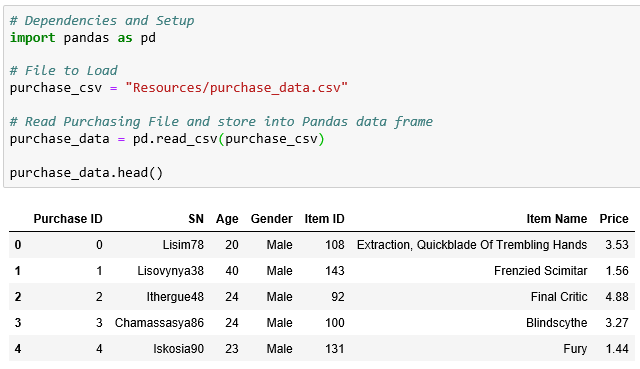 # Dependencies and Setup
import pandas as pd
# File to Load
purchase_csv = "Resources/purchase_data.csv"
# Read Purchasing File and store into Pandas data frame
purchase_data = pd.read_csv(purchase_csv)
purchase_data.head()
Purchase ID SN Age Gender Item ID Item Name Price
0 0 Lisim78 20 Male 108 Extraction, Quickblade Of Trembling Hands 3.53
1 1 Lisovynya38 40 Male 143 Frenzied Scimitar 1.56
2 2 Ithergue48 24 Male 92 Final Critic 4.88
3 3 Chamassasya86 24 Male 100 Blindscythe 3.27
4 4 Iskosia90 23 Male 131 Fury 1.44